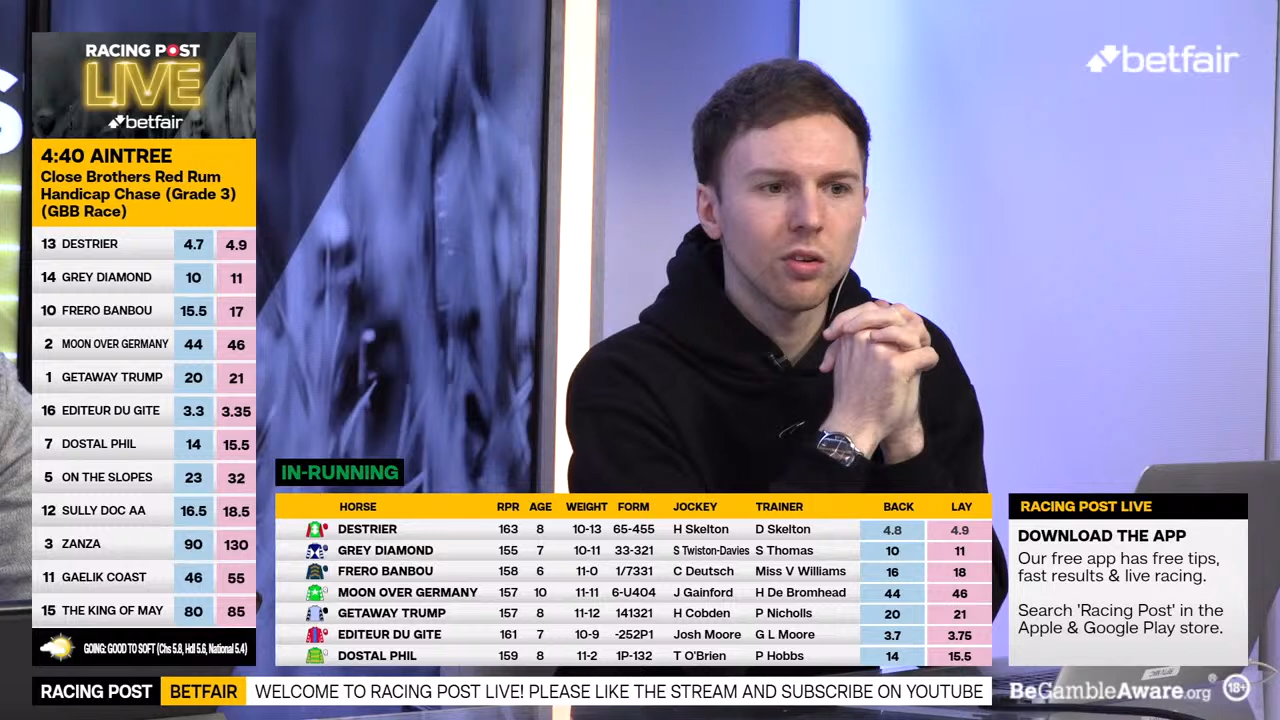 RACING POST
LIVE
betfair
betfair
S
4:40 AINTREE
Close Brothers Red Rum
Handicap Chase (Grade 3)
(GBB Race)
13 DESTRIER 4.7 4.9
14 GREY DIAMOND 10 11
10 FRERO BANBOU 15.5 17
2 MOON OVER GERMANY 44 46
1 GETAWAY TRUMP 20 21
16 EDITEUR DU GITE 3.3 3.35
7 DOSTAL PHIL 14 15.5
5 ON THE SLOPES 23 32
12 SULLY DOC AA 16.5 18.5
3 ZANZA 90 130
11 GAELIK COAST 46 55
15 THE KING OF MAY 80 85
GOING: GOOD TO SOFT (Chs 5.8, Hdl 5.6, National 5.4)
IN-RUNNING
HORSE RPR AGE WEIGHT FORM JOCKEY TRAINER BACK LAY
DESTRIER 163 8 10-13 65-455 H Skelton D Skelton 4.8 4.9
GREY DIAMOND 155 7 10-11 33-321 S Twiston-Davies S Thomas 10 11
FRERO BANBOU 158 6 11-0 1/7331 C Deutsch Miss V Williams 16 18
MOON OVER GERMANY 157 10 11-11 6-U404 J Gainford H De Bromhead 44 46
GETAWAY TRUMP 157 8 11-12 141321 H Cobden P Nicholls 20 21
EDITEUR DU GITE 161 7 10-9 -252P1 Josh Moore G L Moore 3.7 3.75
DOSTAL PHIL 159 8 11-2 1P-132 T O'Brien P Hobbs 14 15.5
RACING POST LIVE
DOWNLOAD THE APP
Our free app has free tips,
fast results & live racing.
Search 'Racing Post' in the
Apple & Google Play store.
RACING POST BETFAIR WELCOME TO RACING POST LIVE! PLEASE LIKE THE STREAM AND SUBSCRIBE ON YOUTUBE
BeGambleAware.org® 18+